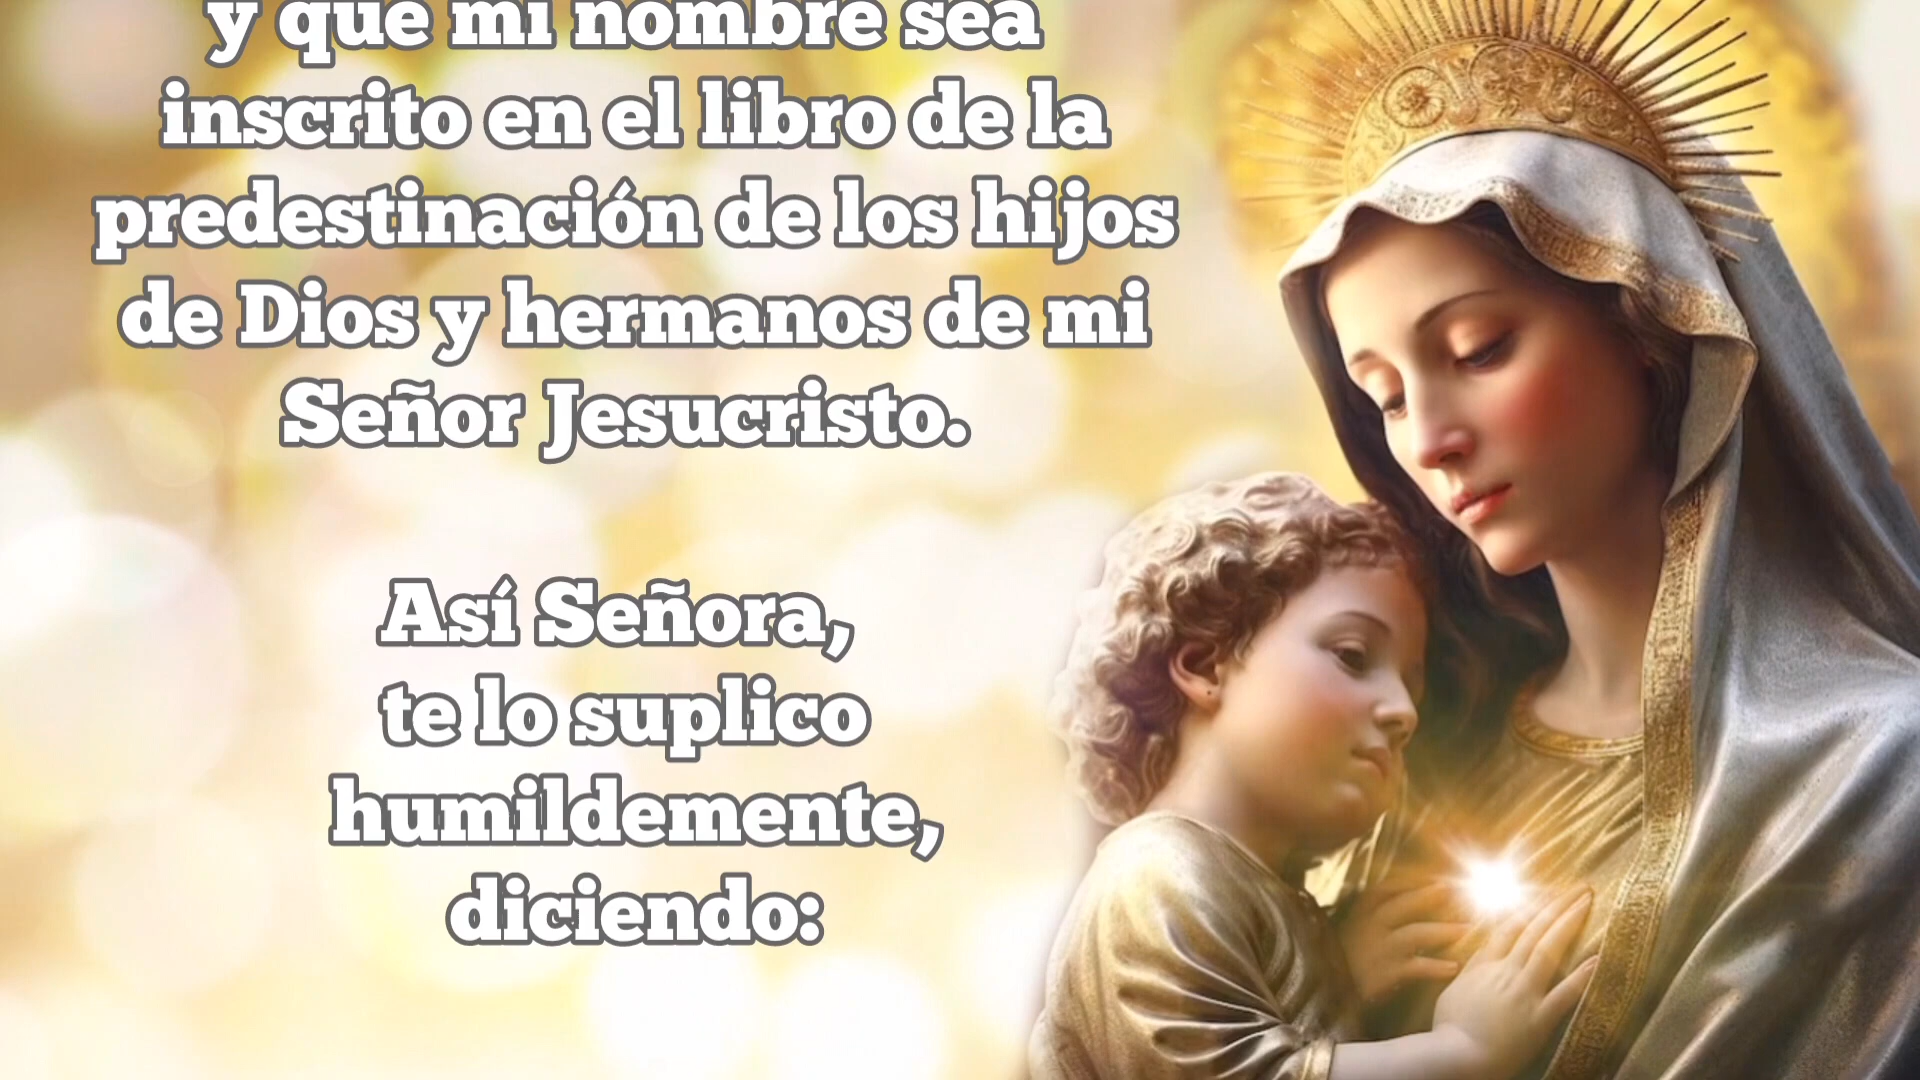 y que mi nombre sea
inscrito en el libro de la
predestinación de los hijos
de Dios y hermanos de mi
Señor Jesucristo.
Así Señora,
te lo suplico
humildemente,
diciendo: